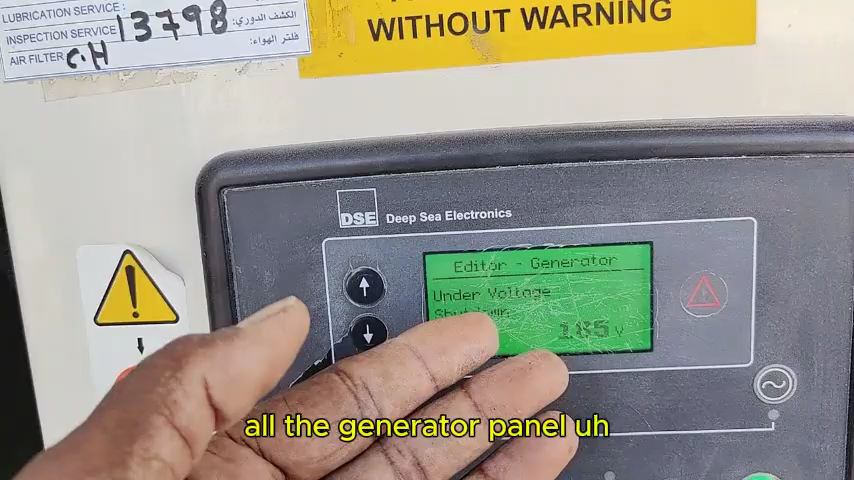 LUBRICATION SERVICE :
INSPECTION SERVICE 13798 الكشف الدوري:
AIR FILTER C.H فلتر الهواء:
WITHOUT WARNING
DSE Deep Sea Electronics
Editor - Generator
Under Voltage
Shutdown
185 V
all the generator panel uh